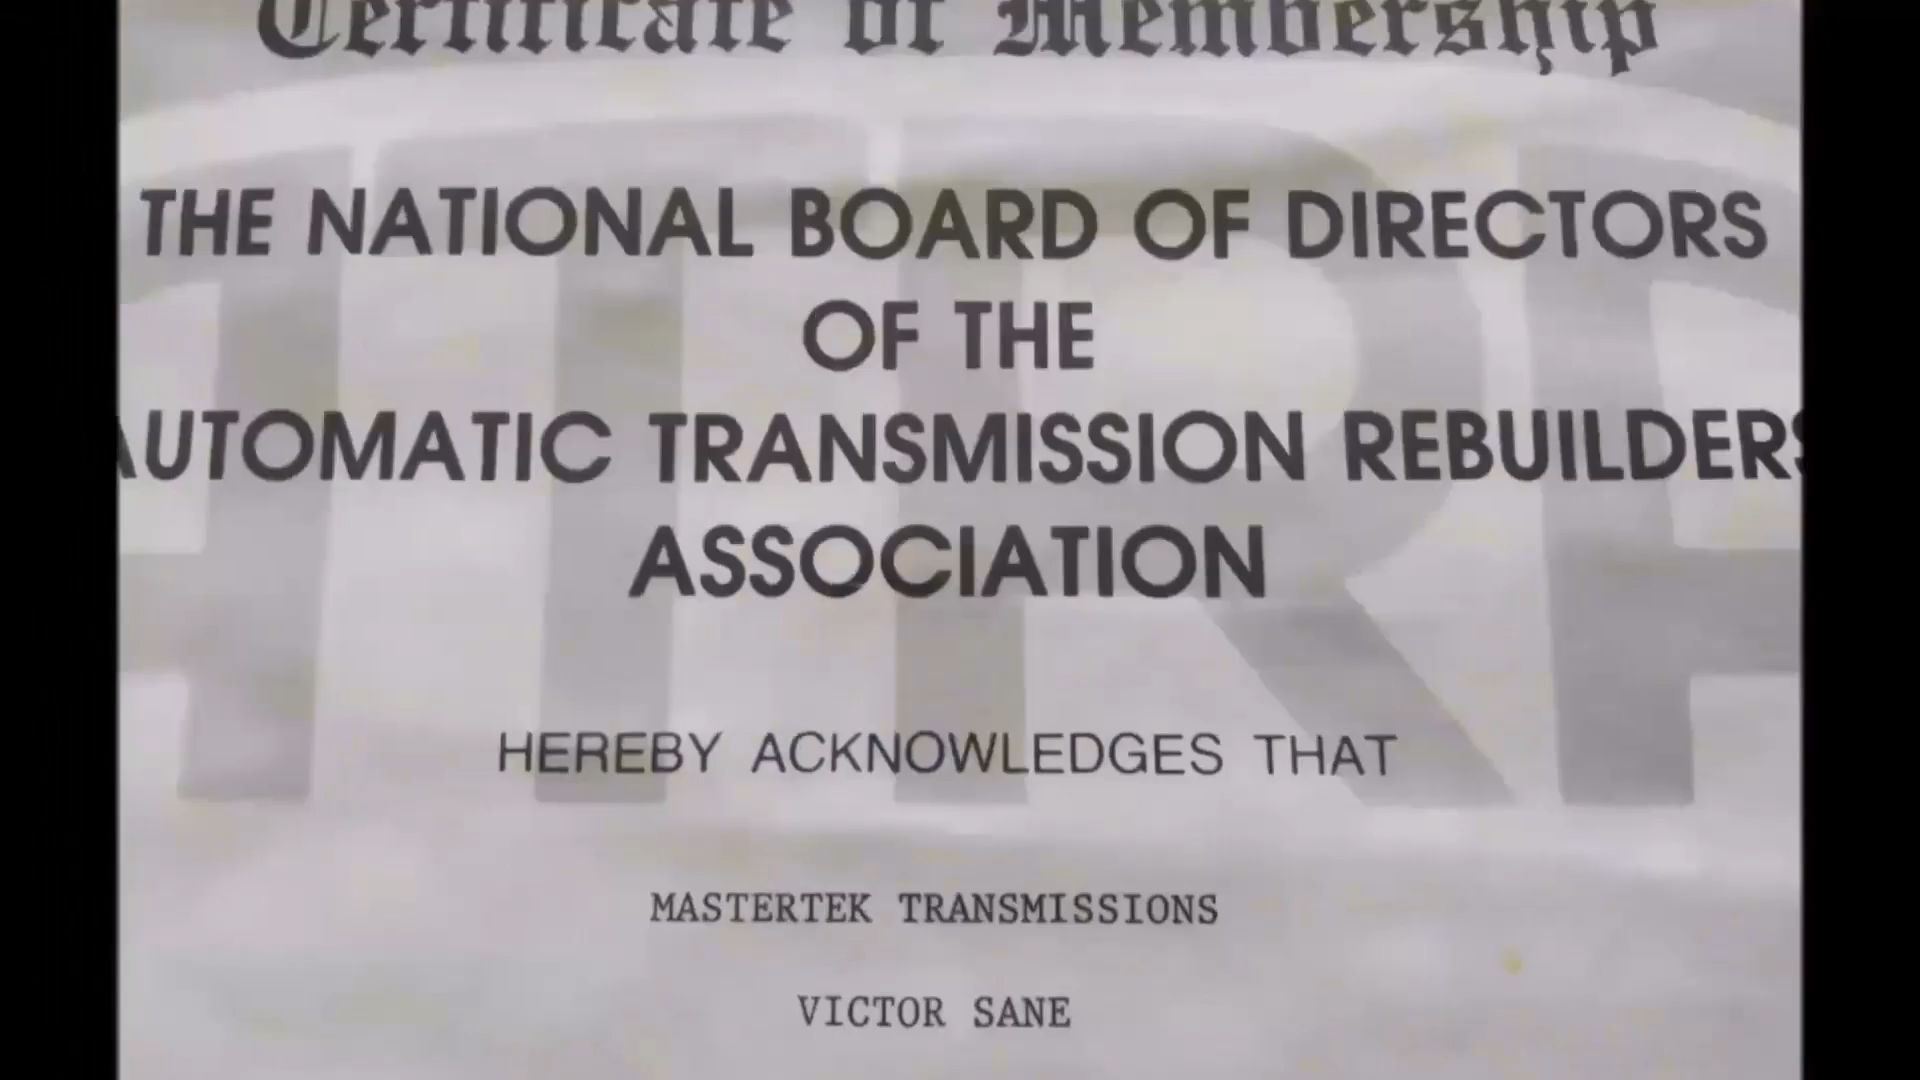 Certificate of Membership
THE NATIONAL BOARD OF DIRECTORS
OF THE
AUTOMATIC TRANSMISSION REBUILDERS
ASSOCIATION
HEREBY ACKNOWLEDGES THAT
MASTERTEK TRANSMISSIONS
VICTOR SANE